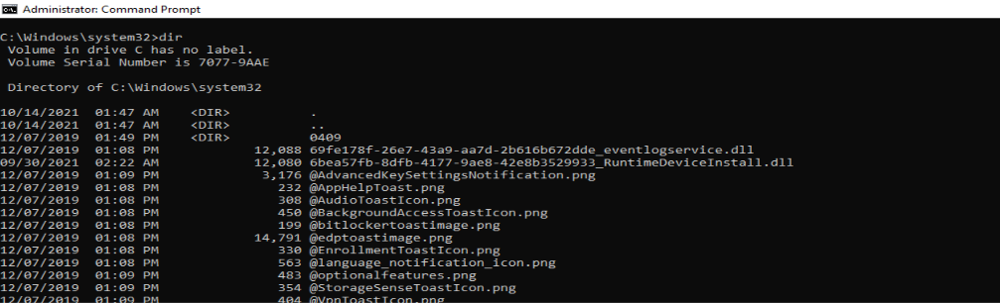 Administrator: Command Prompt
C:\Windows\system32>dir
Volume in drive C has no label.
Volume Serial Number is 7077-9AAE
Directory of C:\Windows\system32
10/14/2021 01:47 AM <DIR> .
10/14/2021 01:47 AM <DIR> ..
12/07/2019 01:49 PM <DIR> 0409
12/07/2019 01:08 PM 12,088 69fe178f-26e7-43a9-aa7d-2b616b672dde_eventlogservice.dll
09/30/2021 02:22 AM 12,080 6bea57fb-8dfb-4177-9ae8-42e8b3529933_RuntimeDeviceInstall.dll
12/07/2019 01:09 PM 3,176 @AdvancedKeySettingsNotification.png
12/07/2019 01:08 PM 232 @AppHelpToast.png
12/07/2019 01:08 PM 308 @AudioToastIcon.png
12/07/2019 01:08 PM 450 @BackgroundAccessToastIcon.png
12/07/2019 01:08 PM 199 @bitlockertoastimage.png
12/07/2019 01:08 PM 14,791 @edptoastimage.png
12/07/2019 01:08 PM 330 @EnrollmentToastIcon.png
12/07/2019 01:08 PM 563 @language_notification_icon.png
12/07/2019 01:09 PM 483 @optionalfeatures.png
12/07/2019 01:09 PM 354 @StorageSenseToastIcon.png
12/07/2019 01:09 PM 404 @VpnToastIcon.png